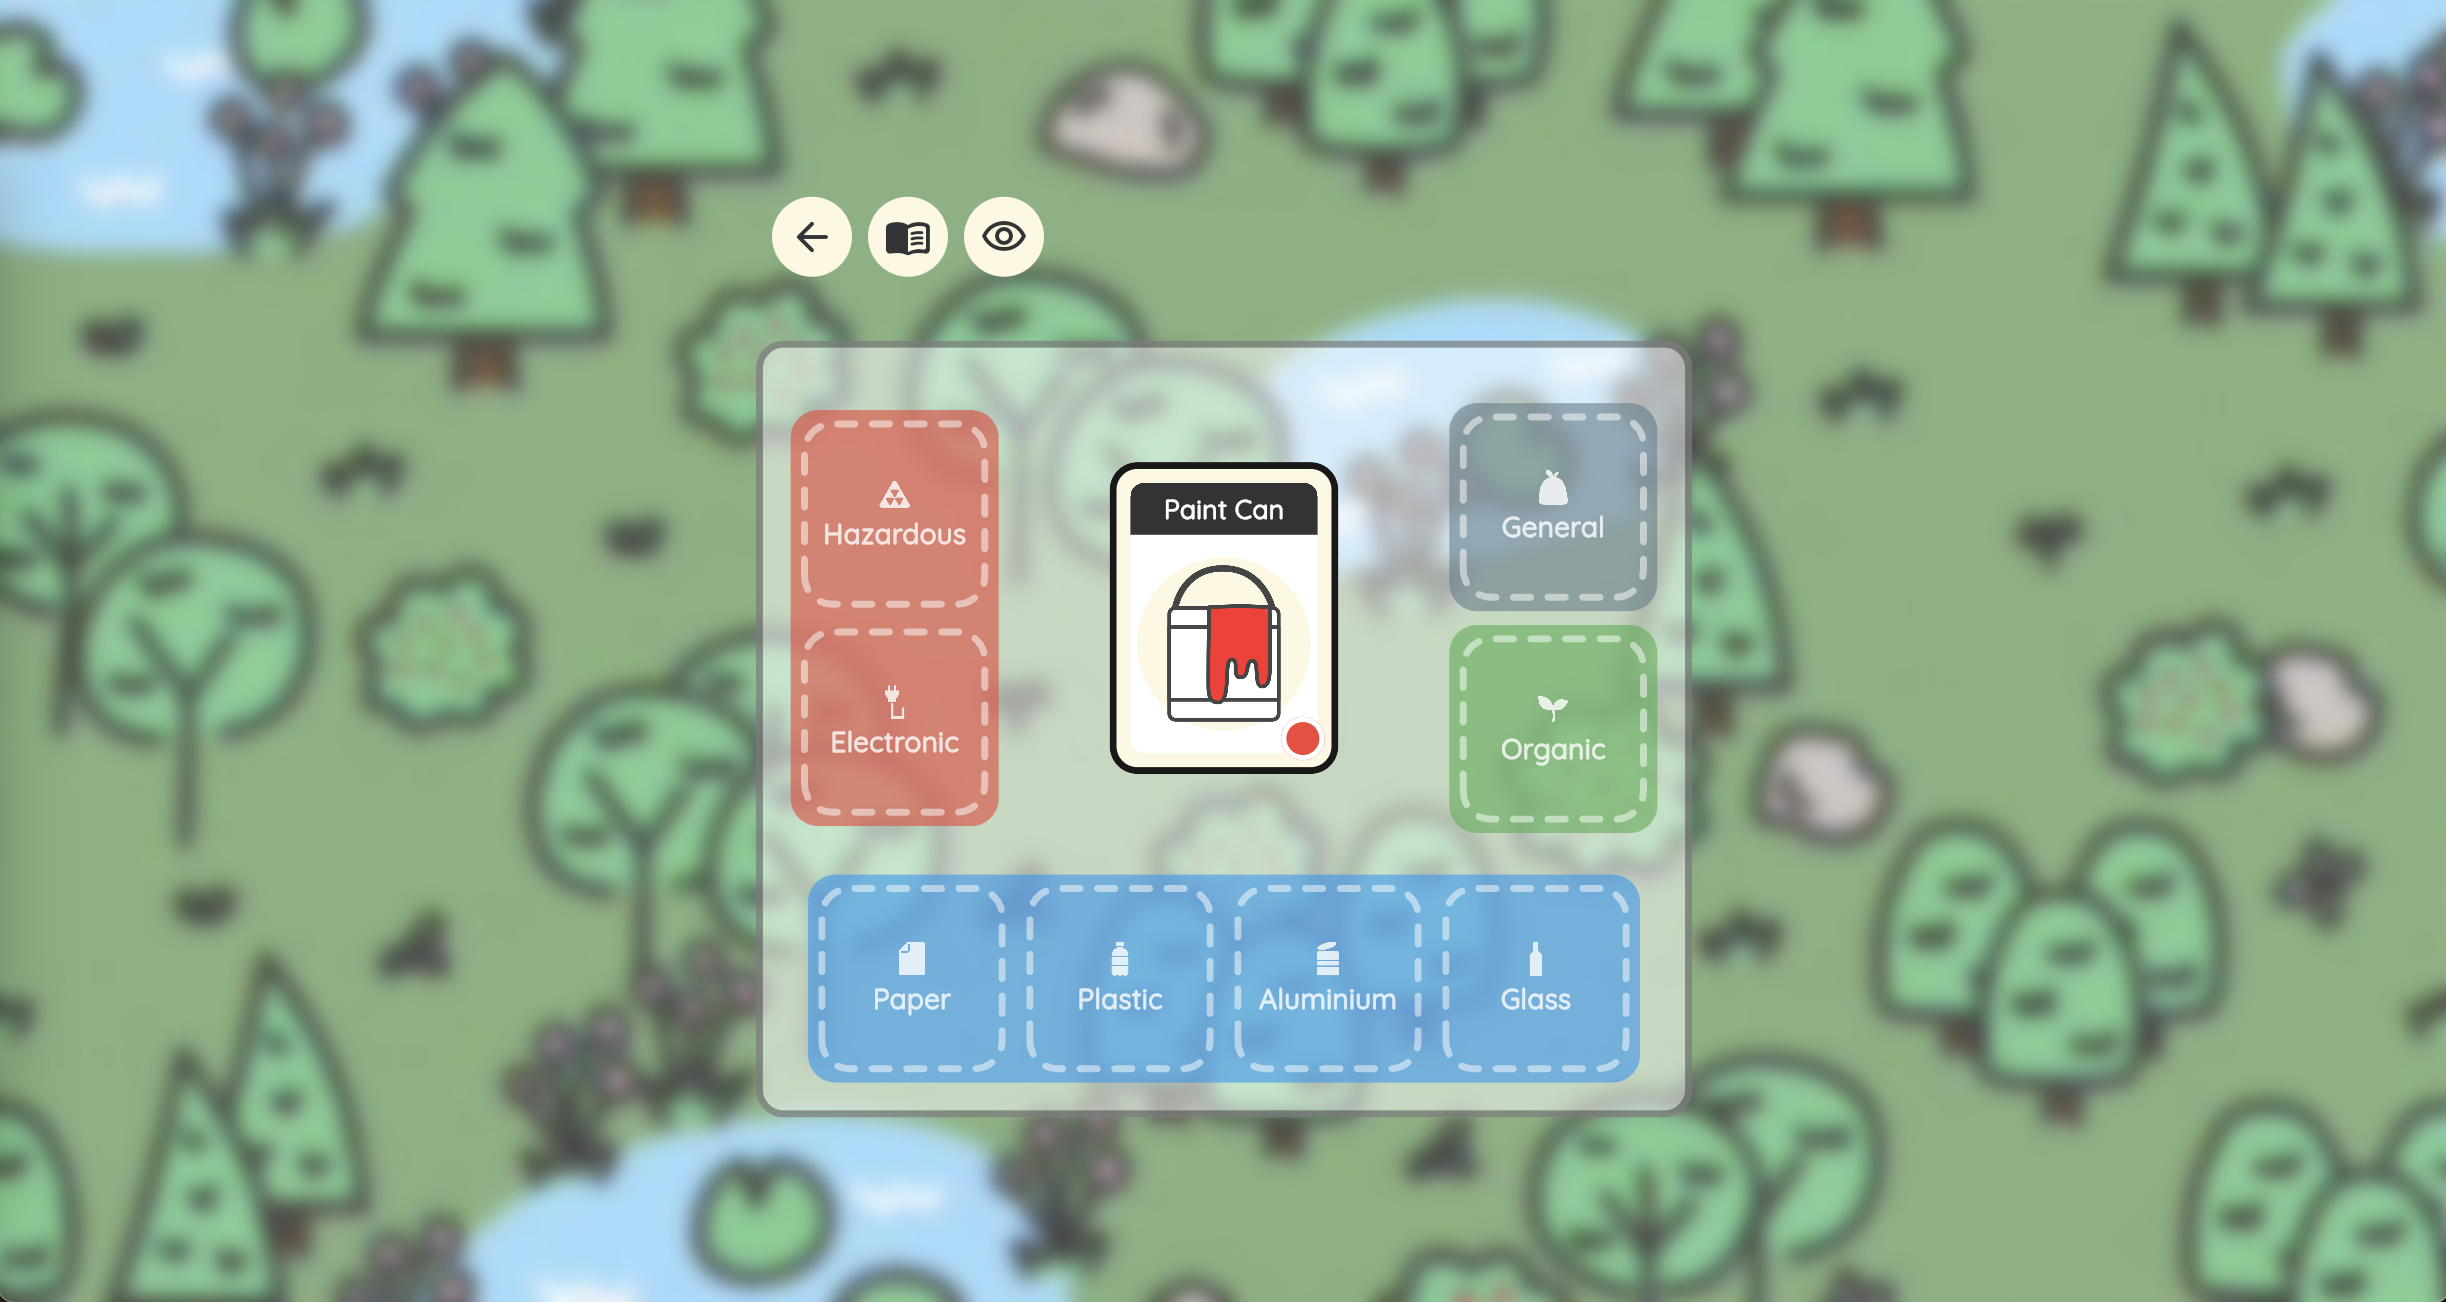 Hazardous
Electronic
Paint Can
General
Organic
Paper
Plastic
Aluminium
Glass